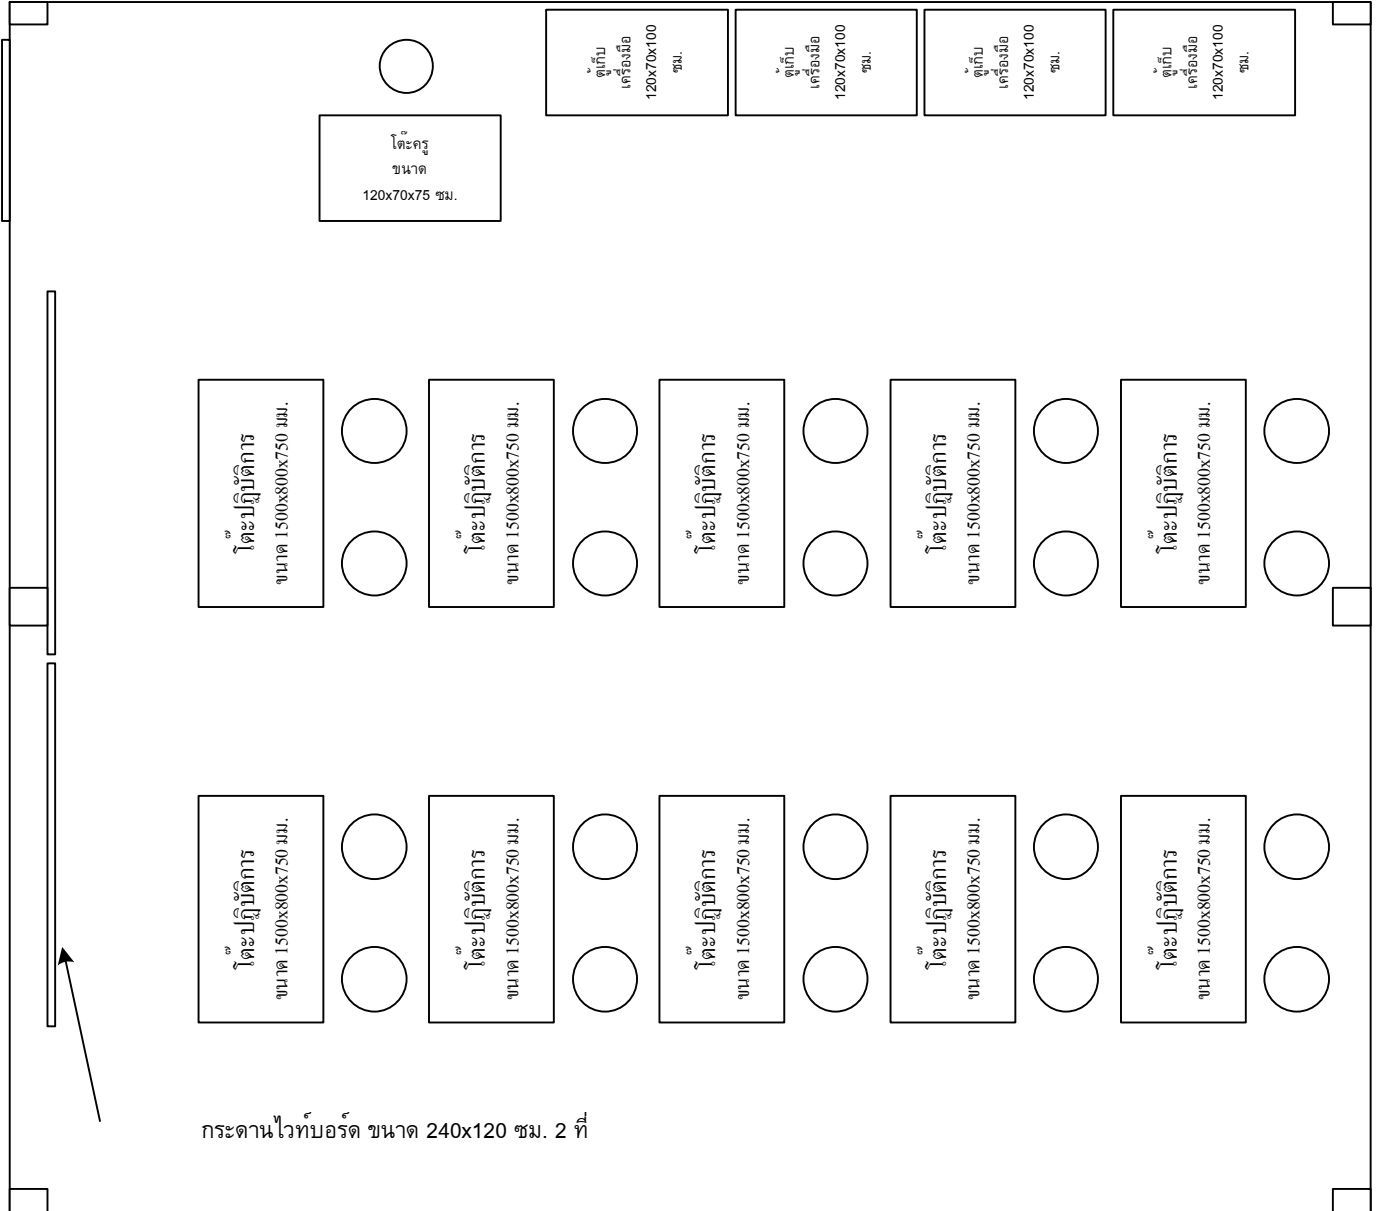 ตู้เก็บ
เครื่องมือ
120x70x100
ซม.
ตู้เก็บ
เครื่องมือ
120x70x100
ซม.
ตู้เก็บ
เครื่องมือ
120x70x100
ซม.
ตู้เก็บ
เครื่องมือ
120x70x100
ซม.
โต๊ะครู
ขนาด
120x70x75 ซม.
โต๊ะปฏิบัติการ
ขนาด 1500x800x750 มม.
โต๊ะปฏิบัติการ
ขนาด 1500x800x750 มม.
โต๊ะปฏิบัติการ
ขนาด 1500x800x750 มม.
โต๊ะปฏิบัติการ
ขนาด 1500x800x750 มม.
โต๊ะปฏิบัติการ
ขนาด 1500x800x750 มม.
โต๊ะปฏิบัติการ
ขนาด 1500x800x750 มม.
โต๊ะปฏิบัติการ
ขนาด 1500x800x750 มม.
โต๊ะปฏิบัติการ
ขนาด 1500x800x750 มม.
โต๊ะปฏิบัติการ
ขนาด 1500x800x750 มม.
โต๊ะปฏิบัติการ
ขนาด 1500x800x750 มม.
กระดานไวท์บอร์ด ขนาด 240x120 ซม. 2 ที่